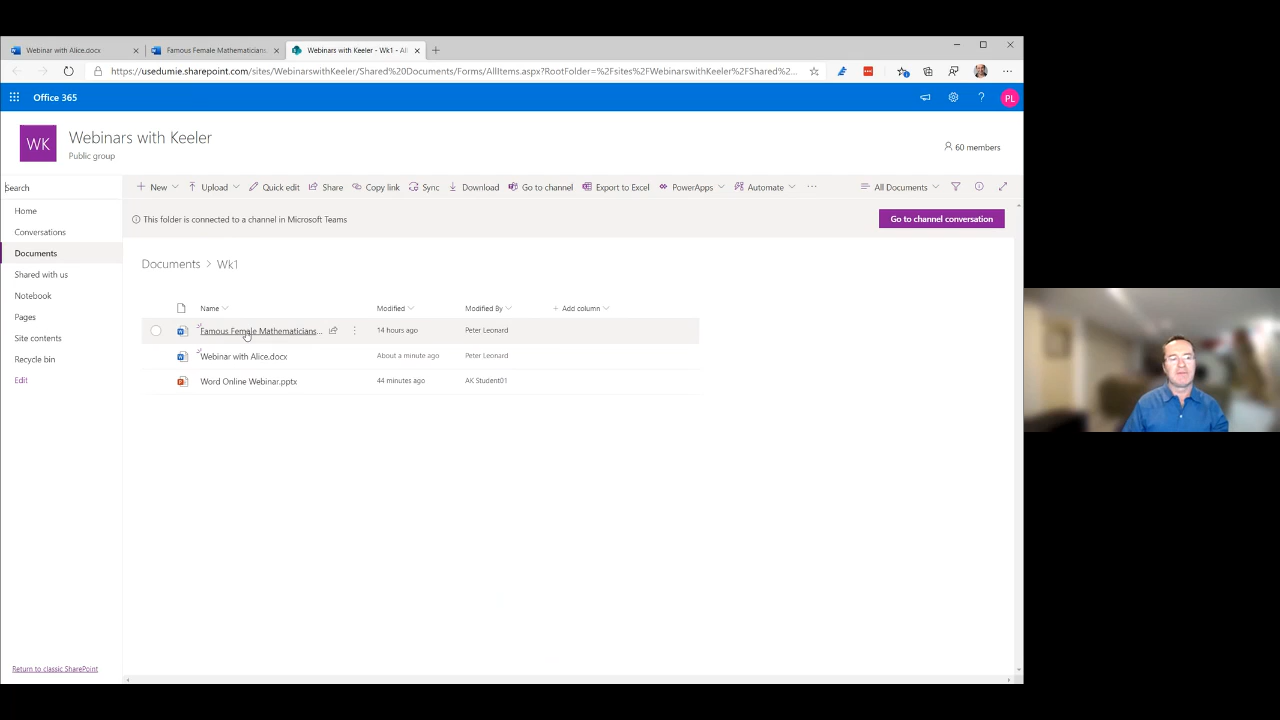 Webinar with Alice.docx
Famous Female Mathematicians.
Webinars with Keeler - Wk1 - All
https://usedumie.sharepoint.com/sites/WebinarswithKeeler/Shared%20Documents/Forms/AllItems.aspx?RootFolder=%2Fsites%2FWebinarswithKeeler%2FShared%2...
Office 365
PL
WK
Webinars with Keeler
Public group
60 members
Search
New
Upload
Quick edit
Share
Copy link
Sync
Download
Go to channel
Export to Excel
PowerApps
Automate
...
All Documents
Home
Conversations
Documents
Shared with us
Notebook
Pages
Site contents
Recycle bin
Edit
This folder is connected to a channel in Microsoft Teams
Go to channel conversation
Documents > Wk1
Name Modified Modified By + Add column
Famous Female Mathematicians... 14 hours ago Peter Leonard
Webinar with Alice.docx About a minute ago Peter Leonard
Word Online Webinar.pptx 44 minutes ago AK Student01
Return to classic SharePoint